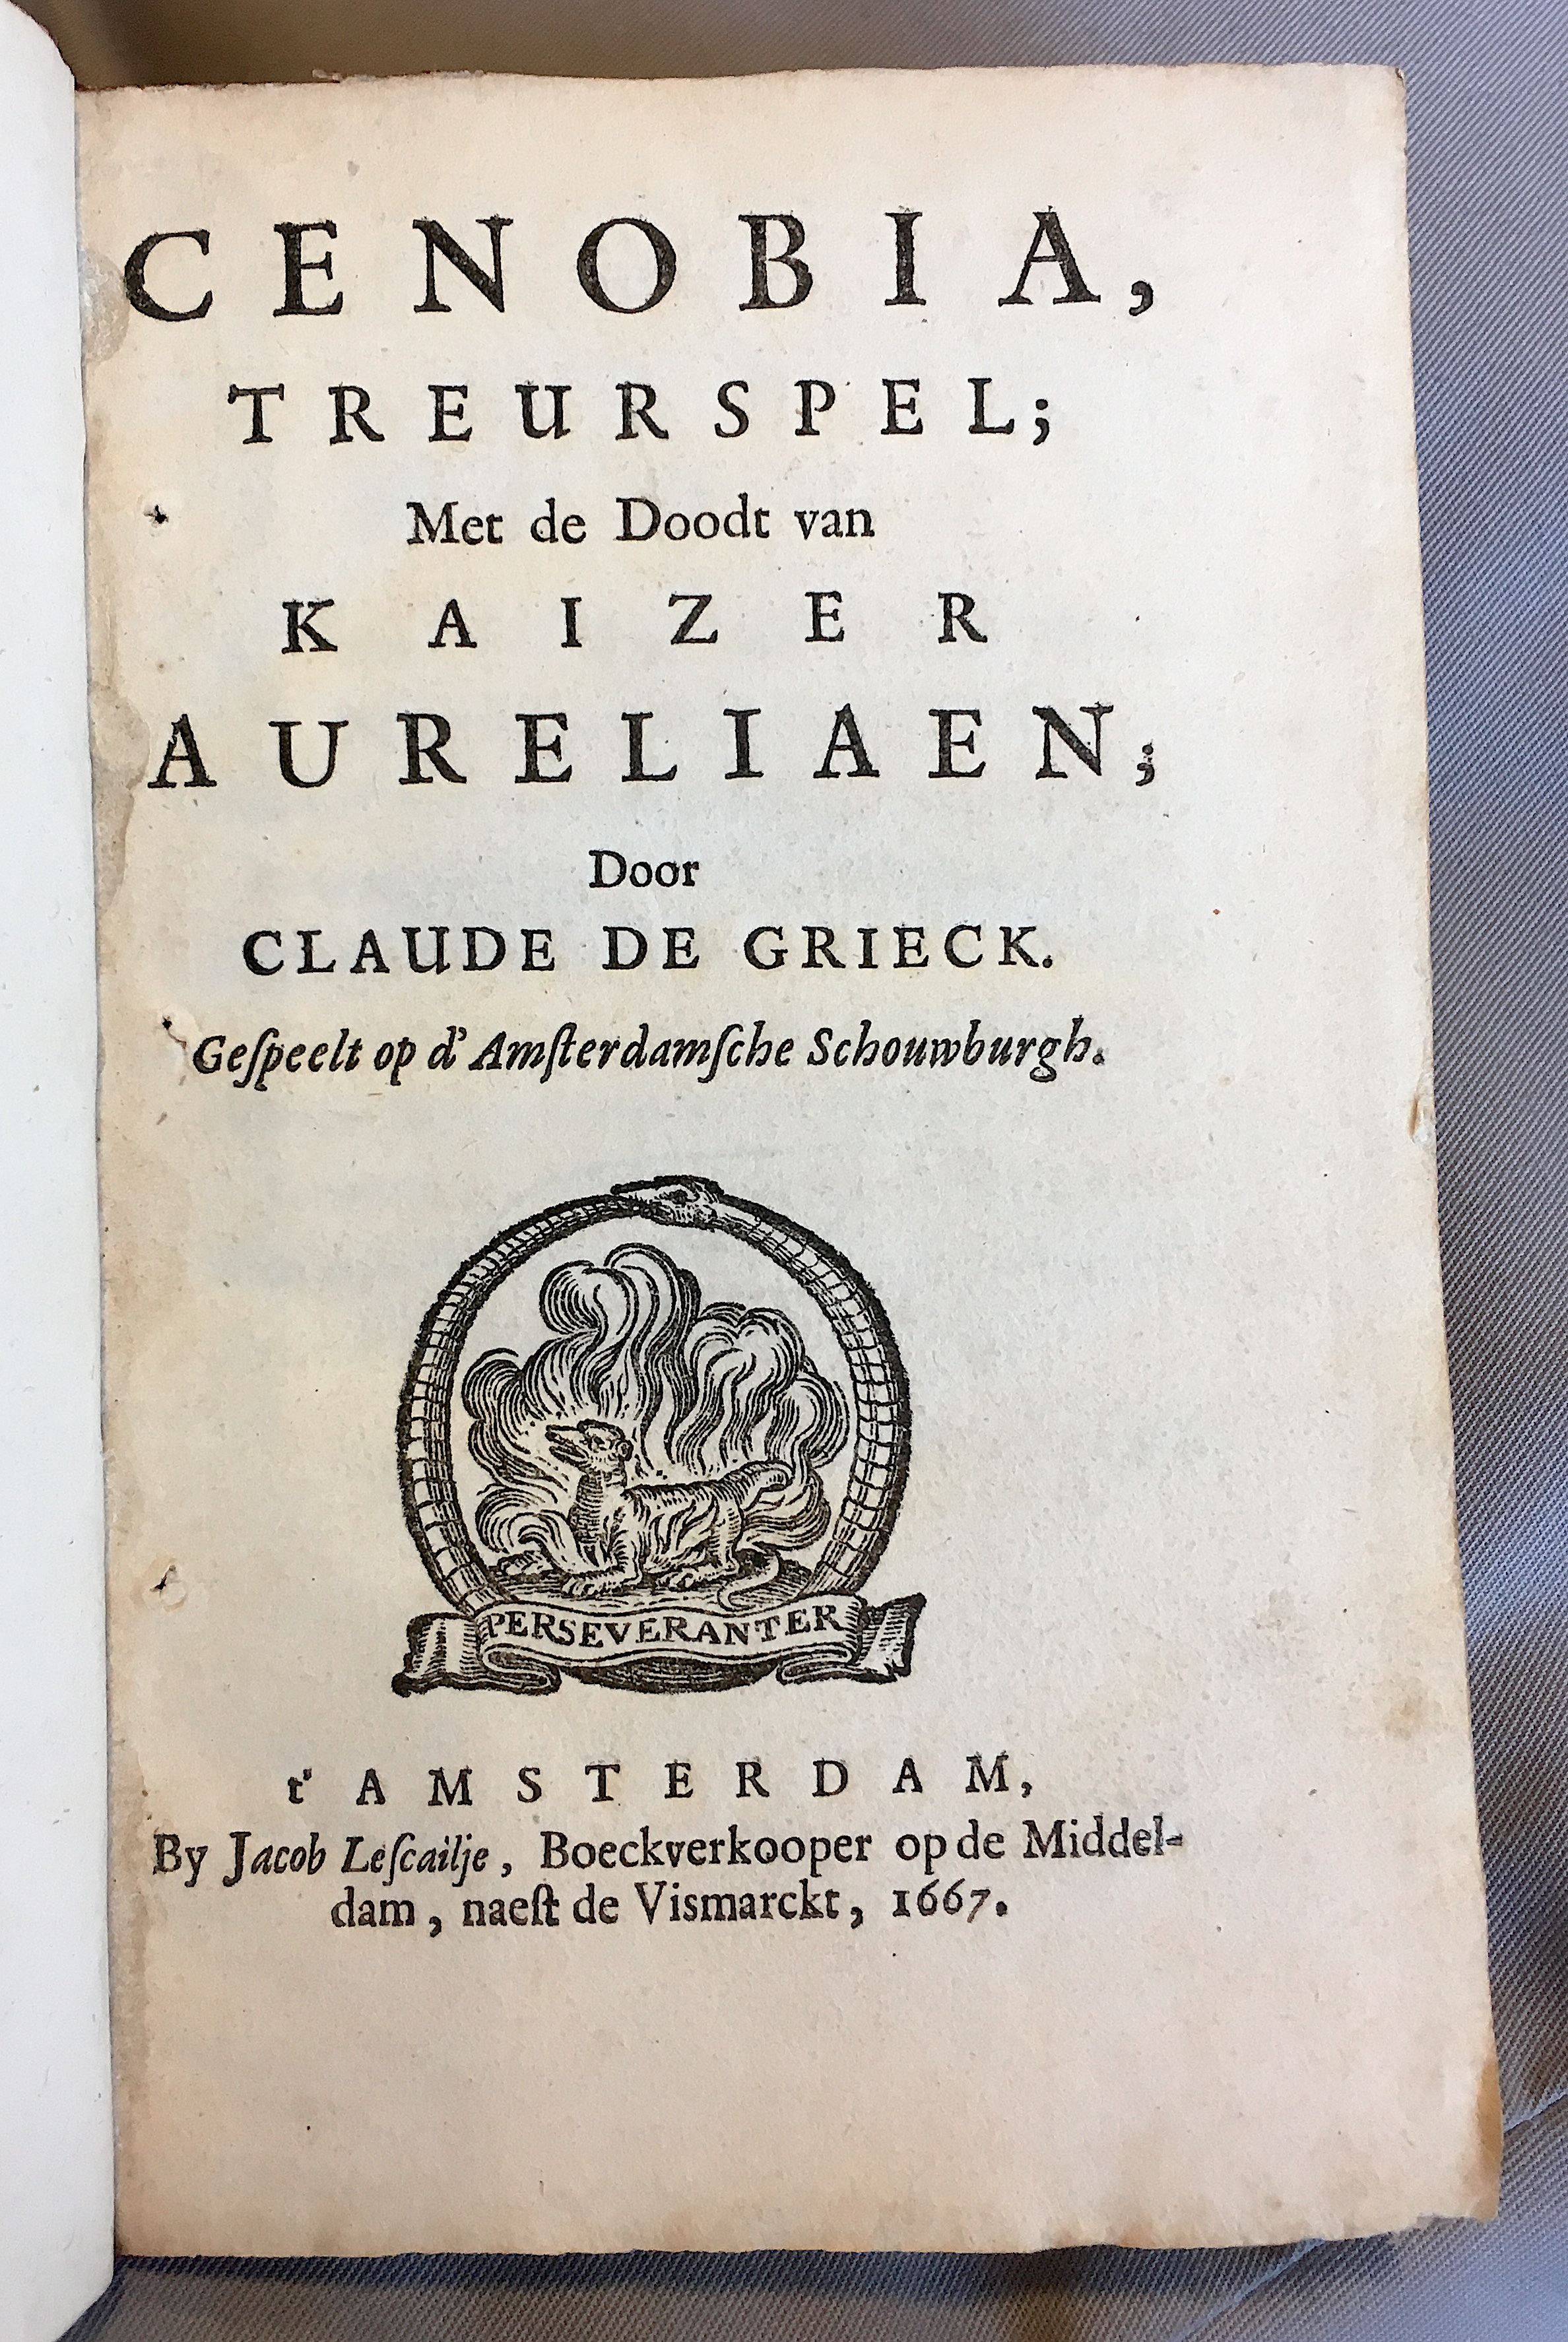 CENOBIA,
TREURSPEL;
Met de Doodt van
KAIZER
AURELIAEN;
Door
CLAUDE DE GRIECK.
Geſpeelt op d' Amſterdamſche Schouwburgh.
PERSEVERANTER
t' AMSTERDAM,
By Jacob Leſcailje, Boeckverkooper op de Middel-
dam, naeſt de Vismarckt, 1667.